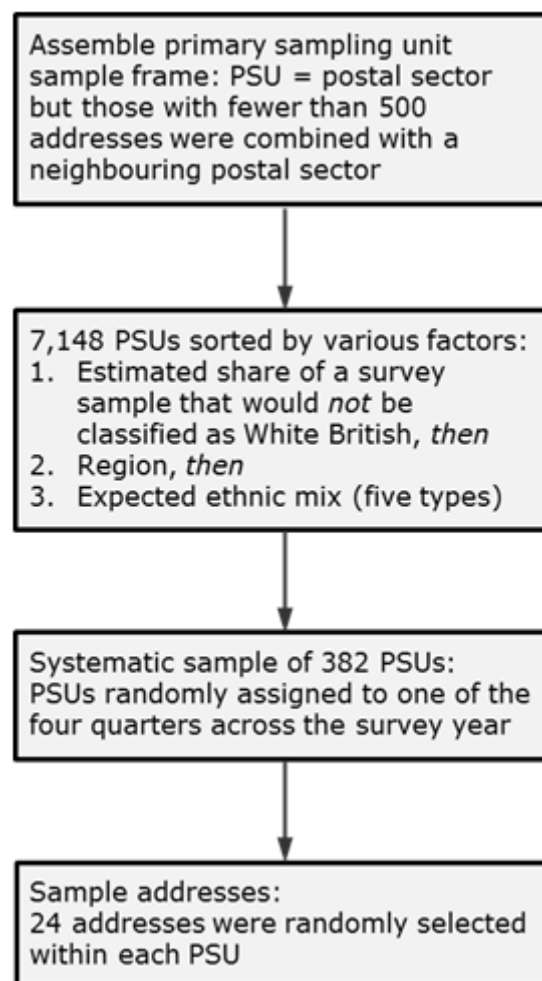 Assemble primary sampling unit
sample frame: PSU = postal sector
but those with fewer than 500
addresses were combined with a
neighbouring postal sector
7,148 PSUs sorted by various factors:
1. Estimated share of a survey
sample that would not be
classified as White British, then
2. Region, then
3. Expected ethnic mix (five types)
Systematic sample of 382 PSUs:
PSUs randomly assigned to one of the
four quarters across the survey year
Sample addresses:
24 addresses were randomly selected
within each PSU